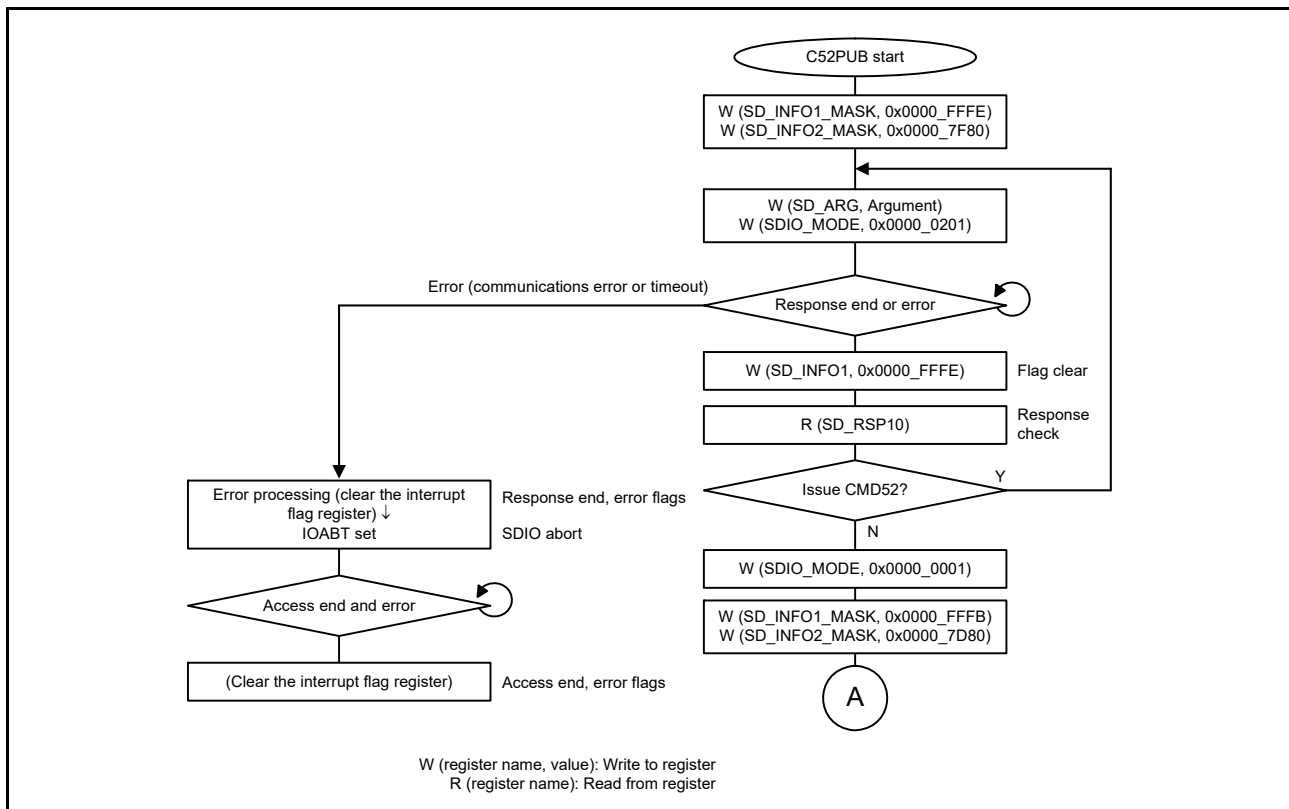 C52PUB start
W (SD_INFO1_MASK, 0x0000_FFFE)
W (SD_INFO2_MASK, 0x0000_7F80)
W (SD_ARG, Argument)
W (SDIO_MODE, 0x0000_0201)
Error (communications error or timeout)
Response end or error
W (SD_INFO1, 0x0000_FFFE)
Flag clear
R (SD_RSP10)
Response
check
Issue CMD52?
Y
N
Error processing (clear the interrupt
flag register) ↓
IOABT set
Response end, error flags
SDIO abort
Access end and error
(Clear the interrupt flag register)
Access end, error flags
W (SDIO_MODE, 0x0000_0001)
W (SD_INFO1_MASK, 0x0000_FFFB)
W (SD_INFO2_MASK, 0x0000_7D80)
A
W (register name, value): Write to register
R (register name): Read from register